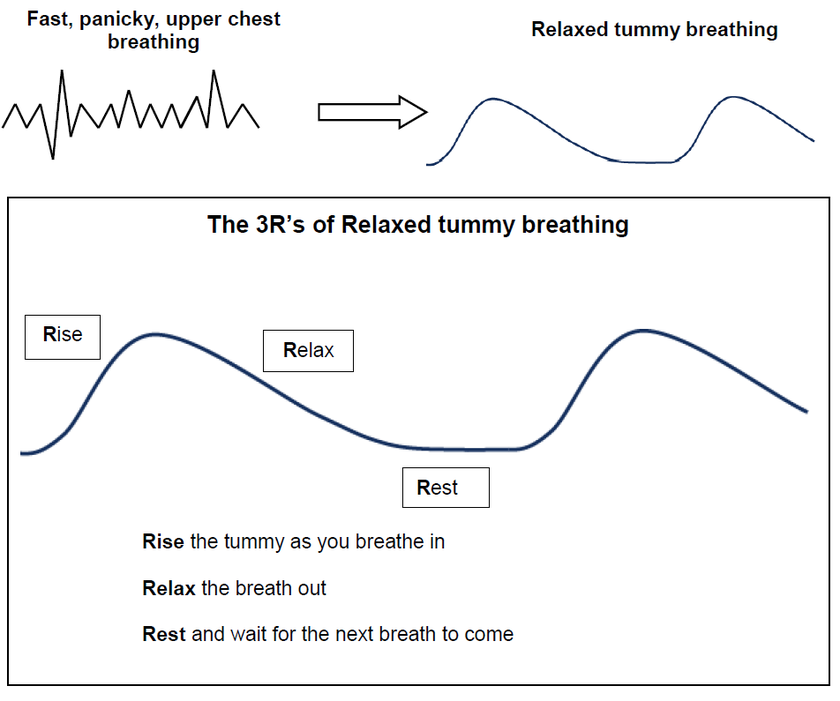 Fast, panicky, upper chest
breathing
Relaxed tummy breathing
The 3R’s of Relaxed tummy breathing
Rise
Relax
Rest
Rise the tummy as you breathe in
Relax the breath out
Rest and wait for the next breath to come